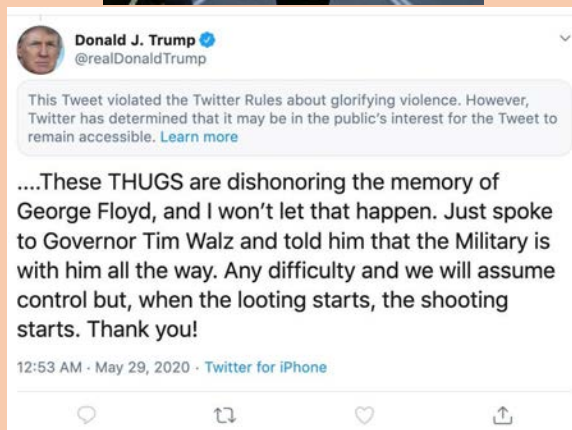 Donald J. Trump
@realDonaldTrump
This Tweet violated the Twitter Rules about glorifying violence. However,
Twitter has determined that it may be in the public's interest for the Tweet to
remain accessible. Learn more
....These THUGS are dishonoring the memory of
George Floyd, and I won't let that happen. Just spoke
to Governor Tim Walz and told him that the Military is
with him all the way. Any difficulty and we will assume
control but, when the looting starts, the shooting
starts. Thank you!
12:53 AM · May 29, 2020 · Twitter for iPhone